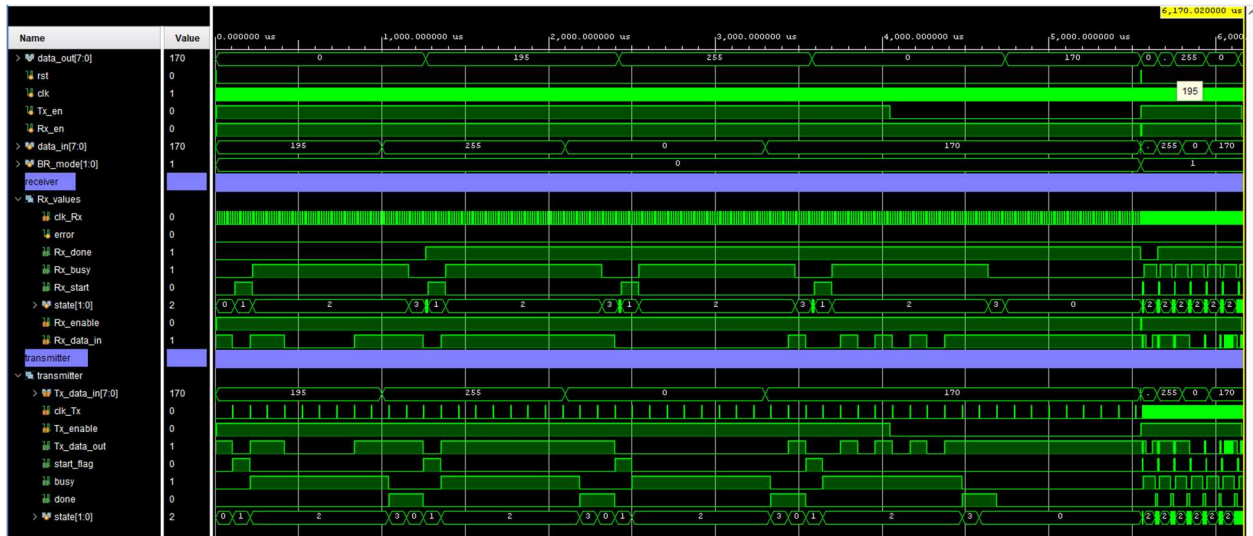 6,170.020000 us
Name Value 0.000000 us 1,000.000000 us 2,000.000000 us 3,000.000000 us 4,000.000000 us 5,000.000000 us 6,000
data_out[7:0] 170 0 195 255 0 170 0 . 255 0
rst 0
clk 1 195
Tx_en 0
Rx_en 0
data_in[7:0] 170 195 255 0 170 . 255 0 170
BR_mode[1:0] 1 0 1
receiver
Rx_values
clk_Rx 0
error 0
Rx_done 1
Rx_busy 1
Rx_start 0
state[1:0] 2 0 1 2 3 1 2 3 1 2 3 1 2 3 0 2 2 2 2 2 2
Rx_enable 0
Rx_data_in 1
transmitter
transmitter
Tx_data_in[7:0] 170 195 255 0 170 . 255 0 170
clk_Tx 0
Tx_enable 0
Tx_data_out 1
start_flag 0
busy 1
done 0
state[1:0] 2 0 1 2 3 0 1 2 3 0 1 2 3 0 1 2 3 0 2 2 2 2 2 2